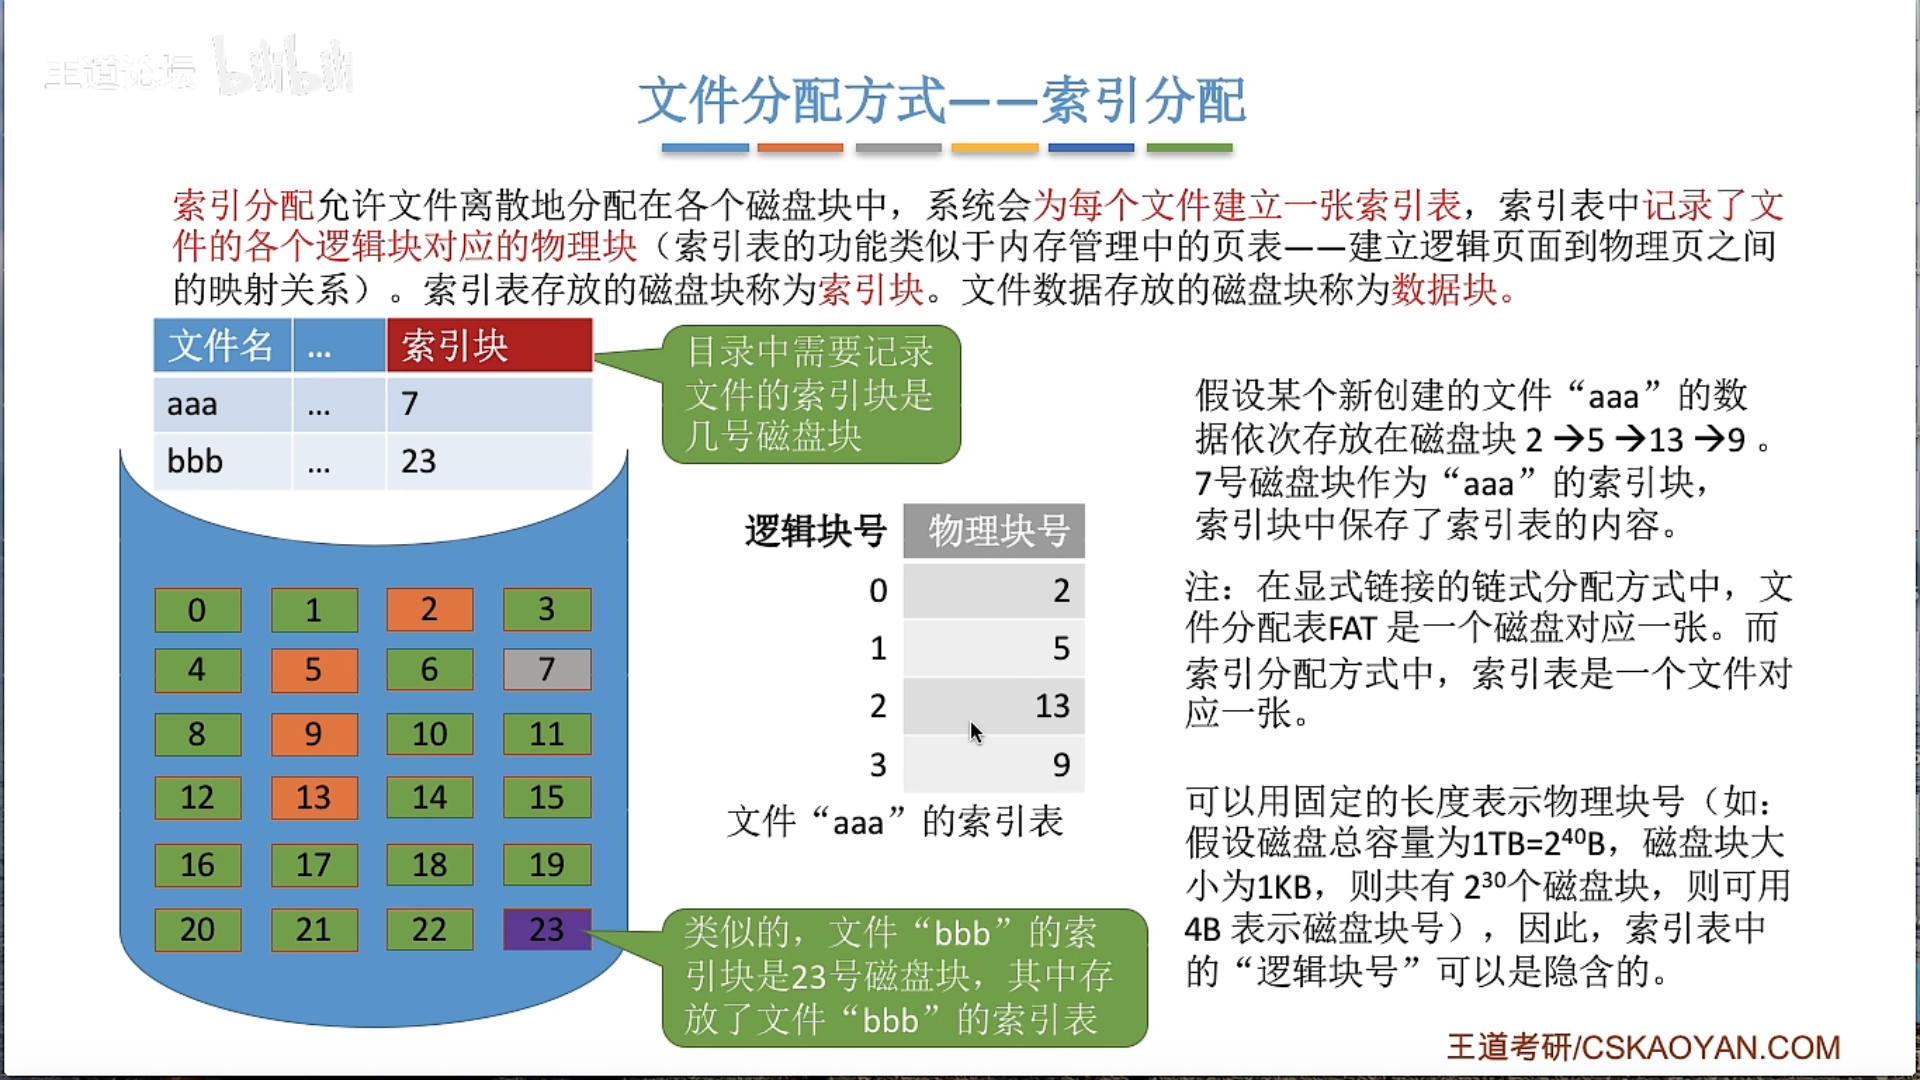 王道论坛 bilibili
文件分配方式——索引分配
索引分配允许文件离散地分配在各个磁盘块中，系统会为每个文件建立一张索引表，索引表中记录了文
件的各个逻辑块对应的物理块（索引表的功能类似于内存管理中的页表——建立逻辑页面到物理页之间
的映射关系）。索引表存放的磁盘块称为索引块。文件数据存放的磁盘块称为数据块。
文件名 ... 索引块
aaa ... 7
bbb ... 23
目录中需要记录
文件的索引块是
几号磁盘块
0 1 2 3
4 5 6 7
8 9 10 11
12 13 14 15
16 17 18 19
20 21 22 23
逻辑块号 物理块号
0 2
1 5
2 13
3 9
文件“aaa”的索引表
类似的，文件“bbb”的索
引块是23号磁盘块，其中存
放了文件“bbb”的索引表
假设某个新创建的文件“aaa”的数
据依次存放在磁盘块 2 →5 →13 →9 。
7号磁盘块作为“aaa”的索引块，
索引块中保存了索引表的内容。
注：在显式链接的链式分配方式中，文
件分配表FAT 是一个磁盘对应一张。而
索引分配方式中，索引表是一个文件对
应一张。
可以用固定的长度表示物理块号（如：
假设磁盘总容量为1TB=2⁴⁰B，磁盘块大
小为1KB，则共有 2³⁰个磁盘块，则可用
4B 表示磁盘块号），因此，索引表中
的“逻辑块号”可以是隐含的。
王道考研/CSKAOYAN.COM